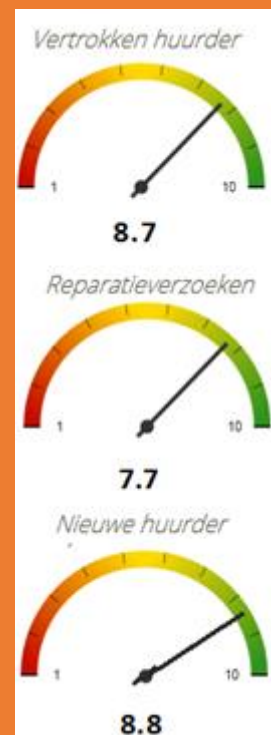 Vertrokken huurder
1 10
8.7
Reparatieverzoeken
1 10
7.7
Nieuwe huurder
1 10
8.8